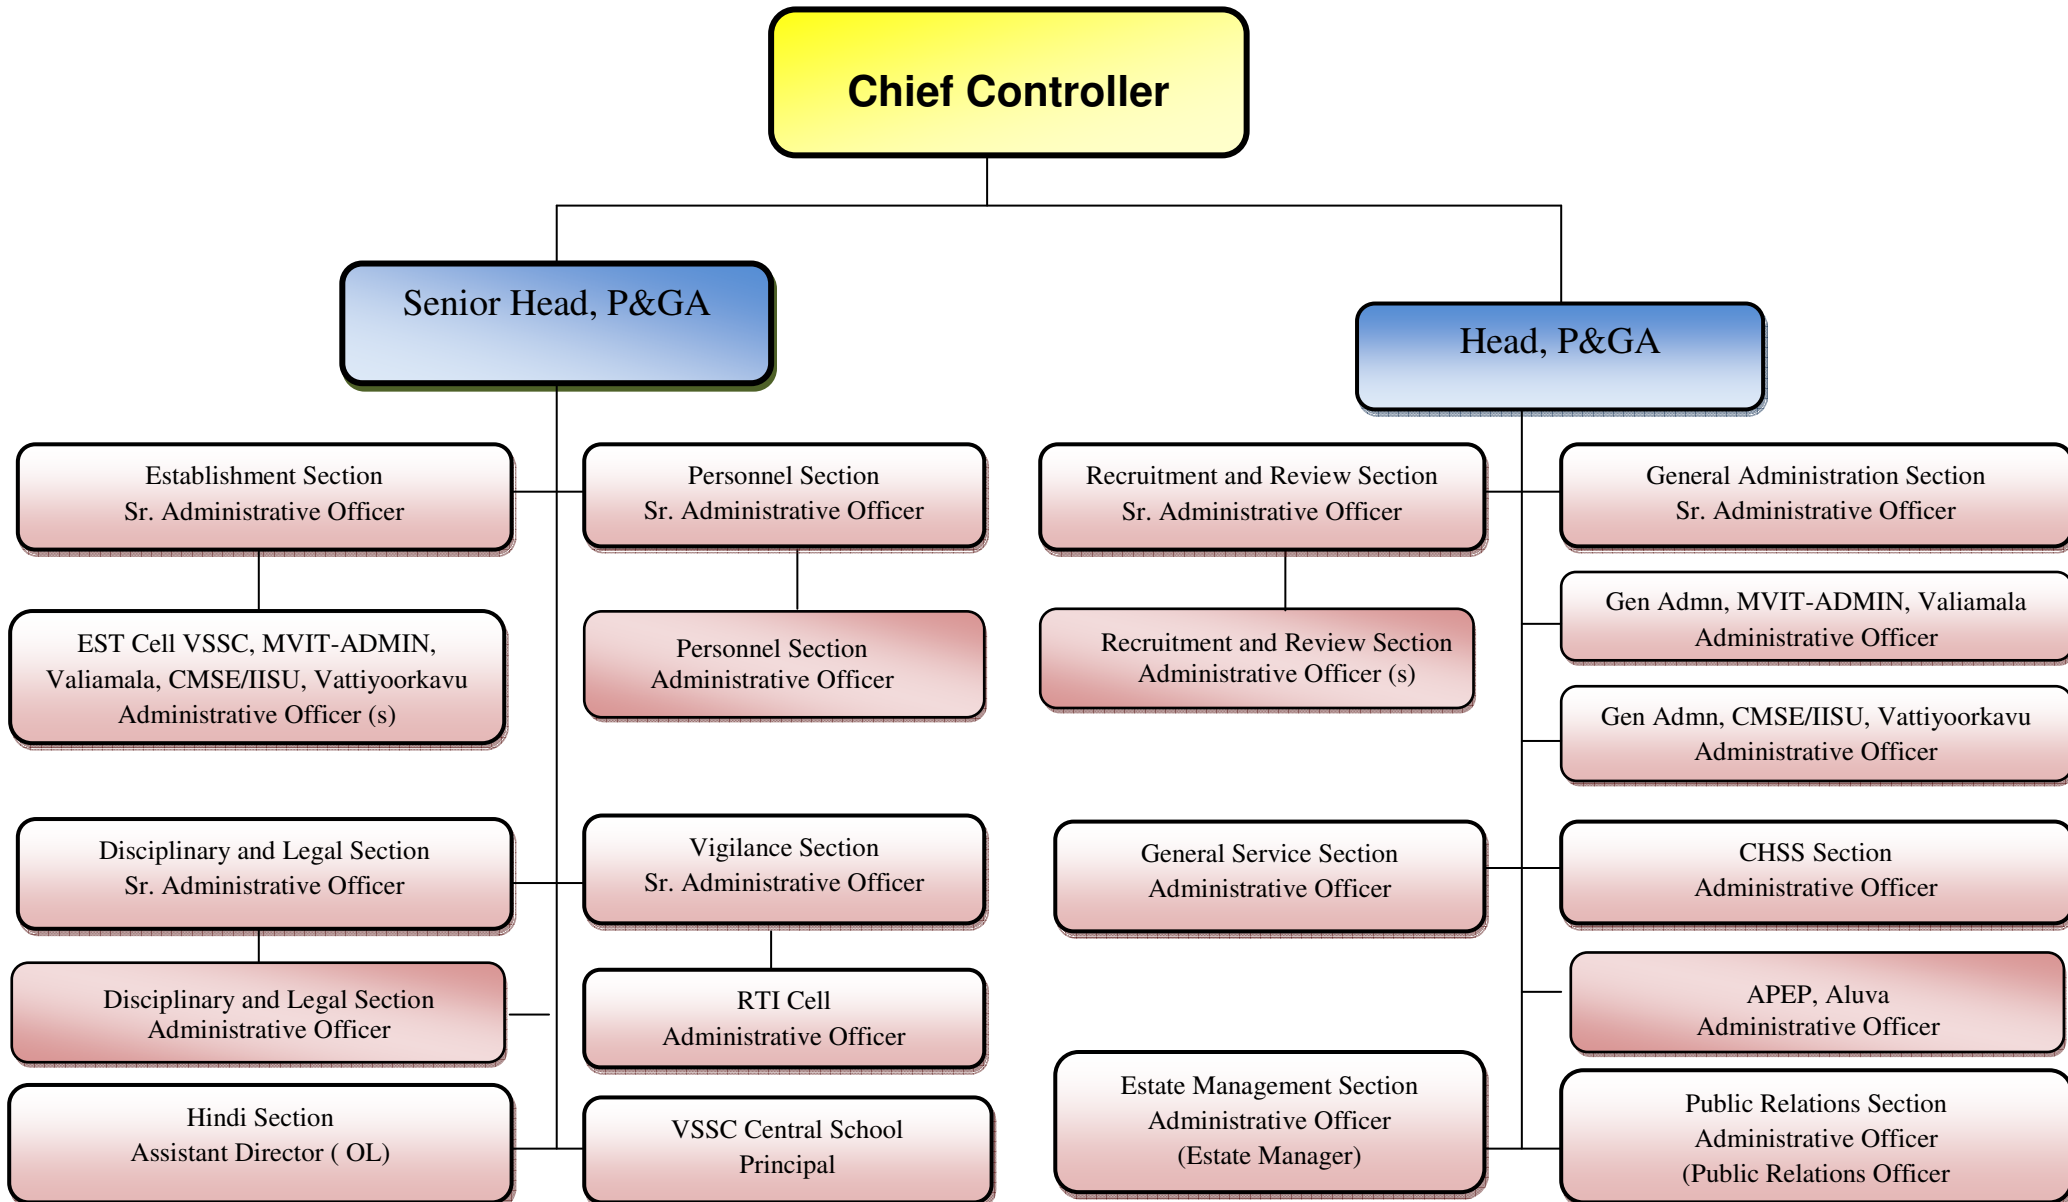 Chief Controller
Senior Head, P&GA
Head, P&GA
Establishment Section
Sr. Administrative Officer
Personnel Section
Sr. Administrative Officer
Recruitment and Review Section
Sr. Administrative Officer
General Administration Section
Sr. Administrative Officer
EST Cell VSSC, MVIT-ADMIN,
Valiamala, CMSE/IISU, Vattiyoorkavu
Administrative Officer (s)
Personnel Section
Administrative Officer
Recruitment and Review Section
Administrative Officer (s)
Gen Admn, MVIT-ADMIN, Valiamala
Administrative Officer
Gen Admn, CMSE/IISU, Vattiyoorkavu
Administrative Officer
Disciplinary and Legal Section
Sr. Administrative Officer
Vigilance Section
Sr. Administrative Officer
General Service Section
Administrative Officer
CHSS Section
Administrative Officer
Disciplinary and Legal Section
Administrative Officer
RTI Cell
Administrative Officer
APEP, Aluva
Administrative Officer
Hindi Section
Assistant Director ( OL)
VSSC Central School
Principal
Estate Management Section
Administrative Officer
(Estate Manager)
Public Relations Section
Administrative Officer
(Public Relations Officer